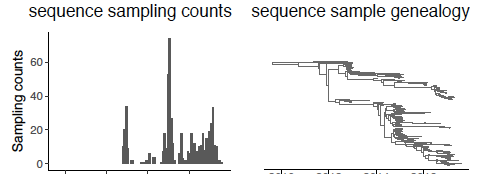 sequence sampling counts
sequence sample genealogy
Sampling counts
60
40
20
0